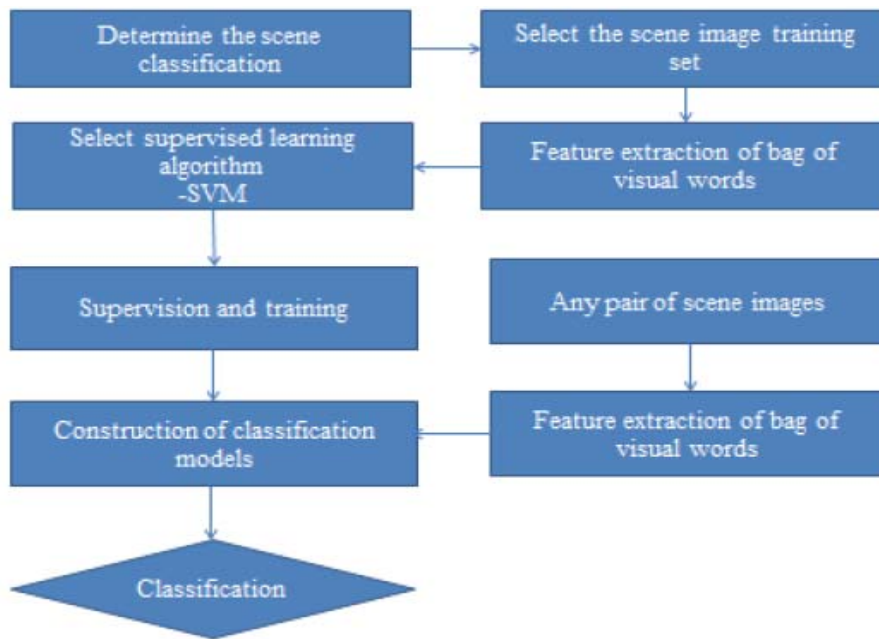 Determine the scene
classification
Select the scene image training
set
Select supervised learning
algorithm
-SVM
Feature extraction of bag of
visual words
Supervision and training
Any pair of scene images
Construction of classification
models
Feature extraction of bag of
visual words
Classification